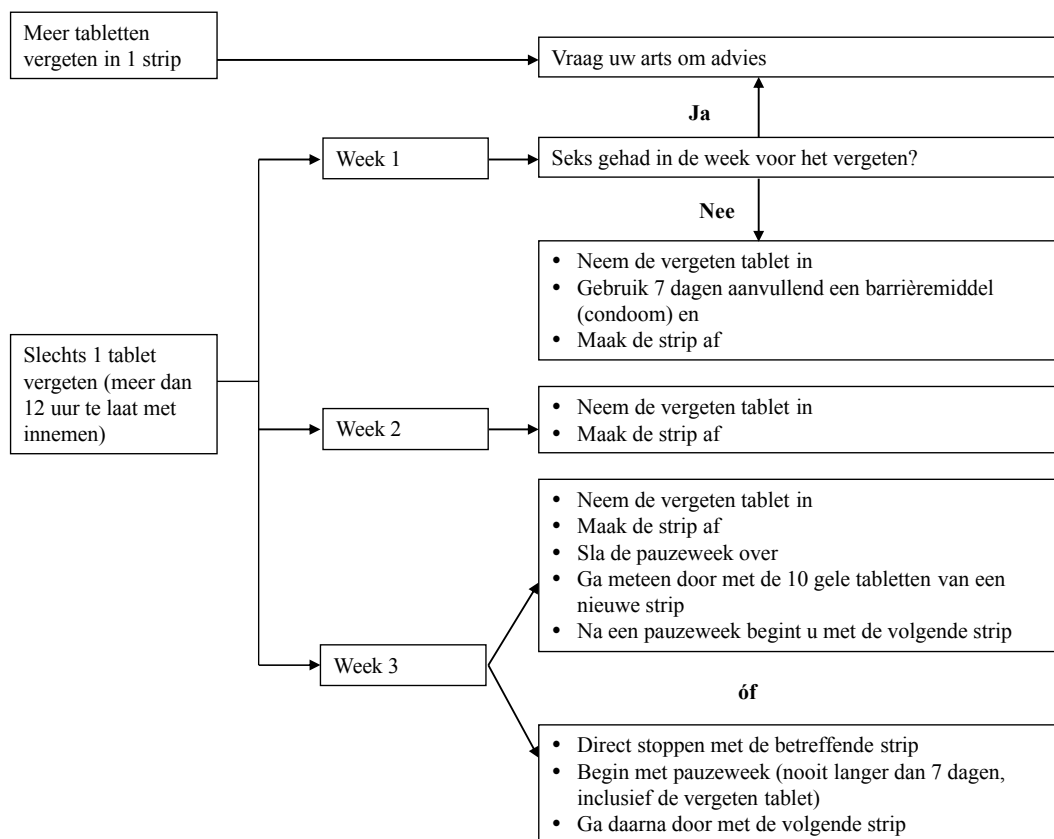 Meer tabletten
vergeten in 1 strip
Vraag uw arts om advies
Ja
Week 1
Seks gehad in de week voor het vergeten?
Nee
• Neem de vergeten tablet in
• Gebruik 7 dagen aanvullend een barrièremiddel
(condoom) en
• Maak de strip af
Slechts 1 tablet
vergeten (meer dan
12 uur te laat met
innemen)
Week 2
• Neem de vergeten tablet in
• Maak de strip af
• Neem de vergeten tablet in
• Maak de strip af
• Sla de pauzeweek over
• Ga meteen door met de 10 gele tabletten van een
nieuwe strip
• Na een pauzeweek begint u met de volgende strip
Week 3
óf
• Direct stoppen met de betreffende strip
• Begin met pauzeweek (nooit langer dan 7 dagen,
inclusief de vergeten tablet)
• Ga daarna door met de volgende strip